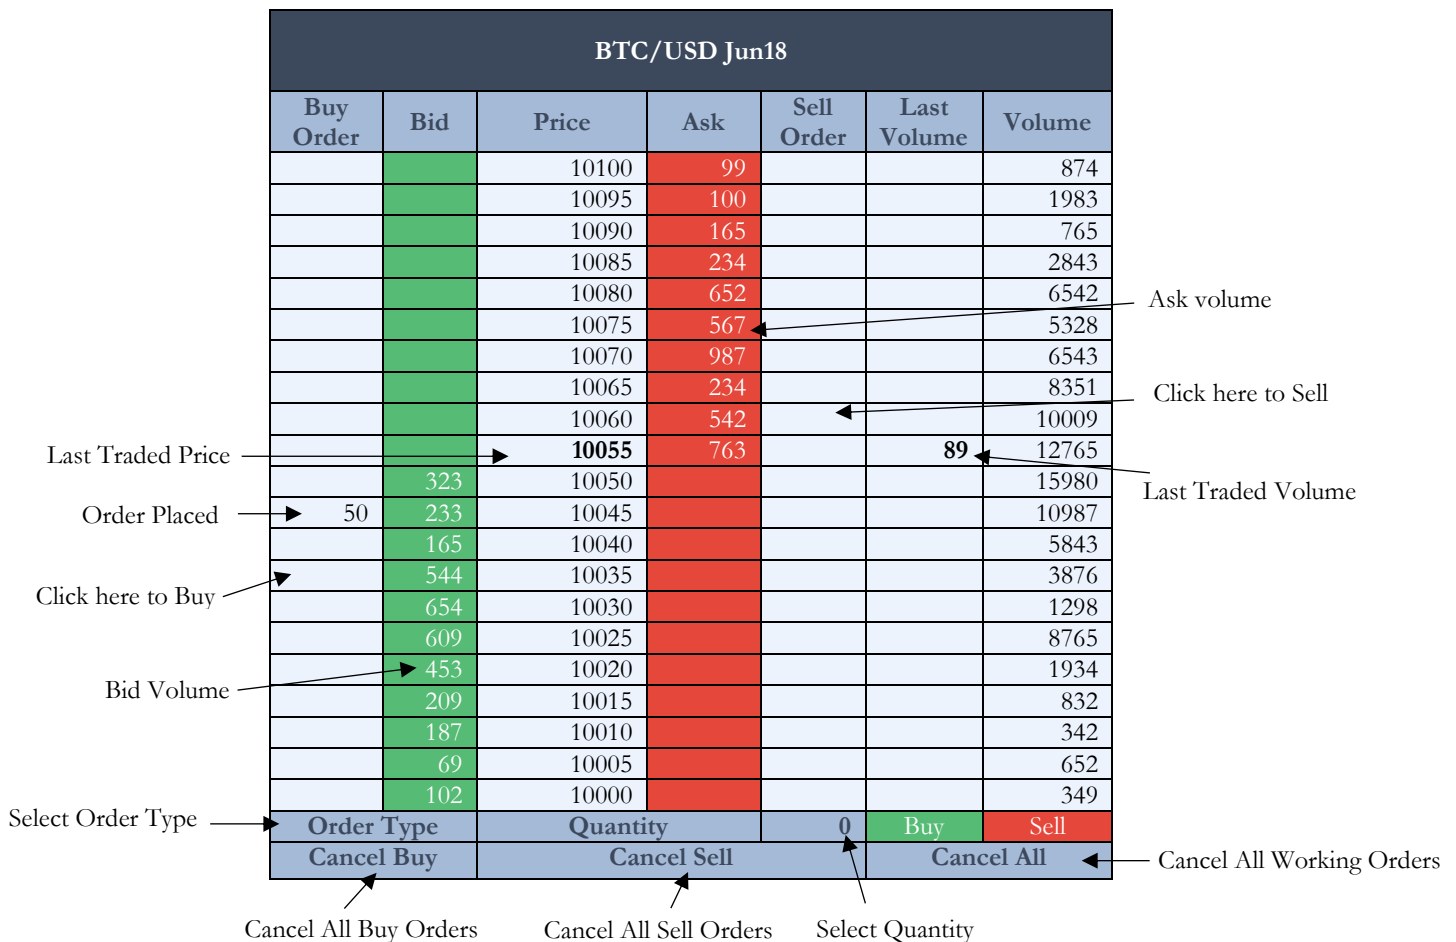 BTC/USD Jun18
Buy Order Bid Price Ask Sell Order Last Volume Volume
10100 99 874
10095 100 1983
10090 165 765
10085 234 2843
10080 652 6542
Ask volume
10075 567 5328
10070 987 6543
10065 234 8351
Click here to Sell
10060 542 10009
Last Traded Price 10055 763 89 12765
323 10050 15980
Last Traded Volume
Order Placed 50 233 10045 10987
165 10040 5843
544 10035 3876
Click here to Buy
654 10030 1298
609 10025 8765
453 10020 1934
Bid Volume
209 10015 832
187 10010 342
69 10005 652
102 10000 349
Select Order Type Order Type Quantity 0 Buy Sell
Cancel Buy Cancel Sell Cancel All Cancel All Working Orders
Cancel All Buy Orders Cancel All Sell Orders Select Quantity